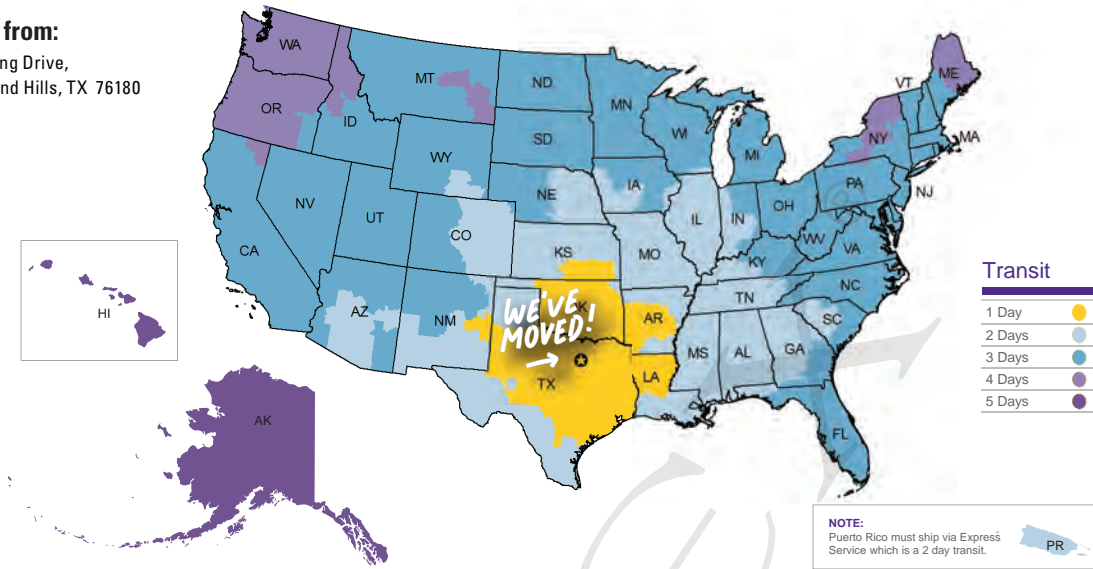 from:
ng Drive,
nd Hills, TX 76180
WA
OR
MT
ID
WY
NV
UT
CA
CO
AZ
NM
ND
SD
NE
KS
MN
IA
MO
WI
IL
MI
IN
OH
KY
TN
WV
VA
NC
SC
GA
AL
MS
LA
AR
TX
FL
PA
NY
VT
ME
MA
NJ
WE'VE
MOVED!
HI
AK
Transit
1 Day
2 Days
3 Days
4 Days
5 Days
NOTE:
Puerto Rico must ship via Express
Service which is a 2 day transit.
PR